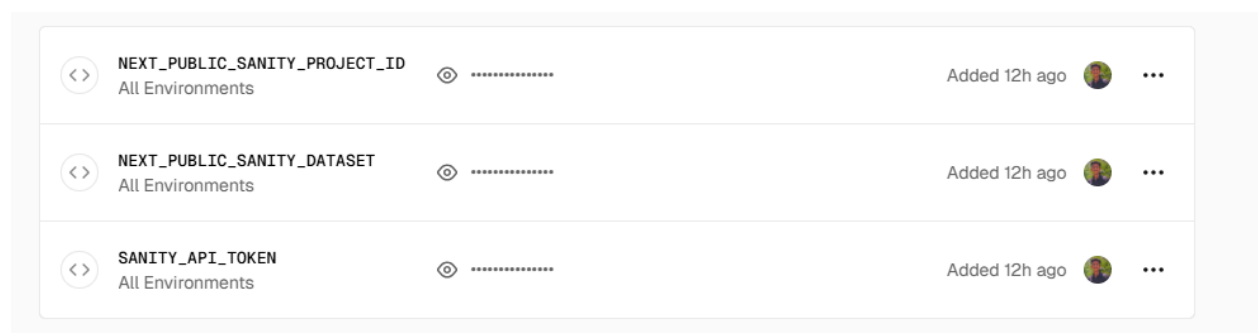 NEXT_PUBLIC_SANITY_PROJECT_ID
All Environments
Added 12h ago
NEXT_PUBLIC_SANITY_DATASET
All Environments
Added 12h ago
SANITY_API_TOKEN
All Environments
Added 12h ago